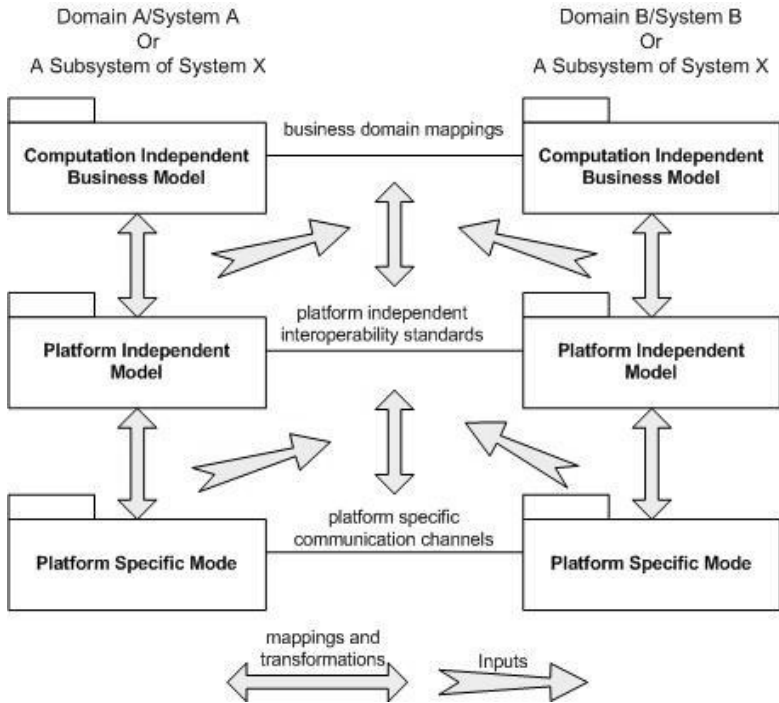 Domain A/System A
Or
A Subsystem of System X
Domain B/System B
Or
A Subsystem of System X
Computation Independent
Business Model
business domain mappings
Computation Independent
Business Model
platform independent
interoperability standards
Platform Independent
Model
Platform Independent
Model
platform specific
communication channels
Platform Specific Mode
Platform Specific Mode
mappings and
transformations
Inputs